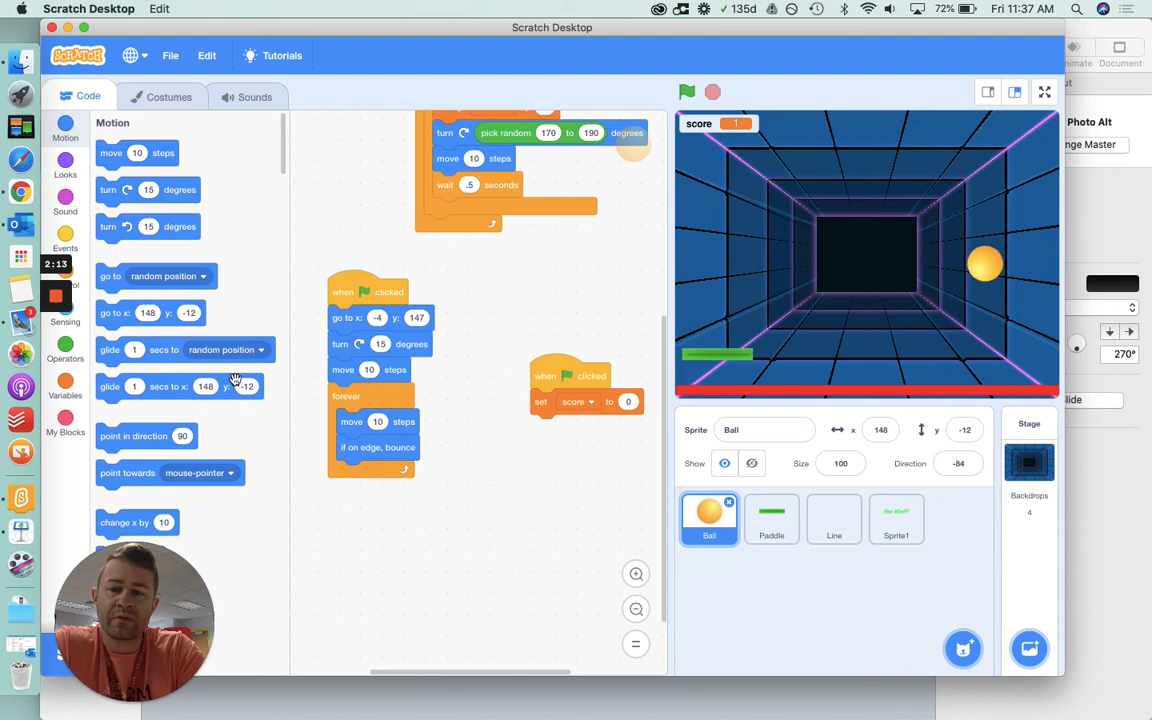 Scratch Desktop Edit
135d 72% Fri 11:37 AM
Scratch Desktop
SCRATCH File Edit Tutorials
Code Costumes Sounds
Motion
Looks
Sound
Events
Sensing
Operators
Variables
My Blocks
2:13
Motion
move 10 steps
turn 15 degrees
turn 15 degrees
go to random position
go to x: 148 y: -12
glide 1 secs to random position
glide 1 secs to x: 148 y: -12
point in direction 90
point towards mouse-pointer
change x by 10
turn pick random 170 to 190 degrees
move 10 steps
wait .5 seconds
when clicked
go to x: -4 y: 147
turn 15 degrees
move 10 steps
forever
move 10 steps
if on edge, bounce
when clicked
set score to 0
score 1
Sprite Ball x 148 y -12
Show Size 100 Direction -84
Ball Paddle Line Sprite1
Stage
Backdrops
4
Document
Photo Alt
nge Master
270°
lide
3